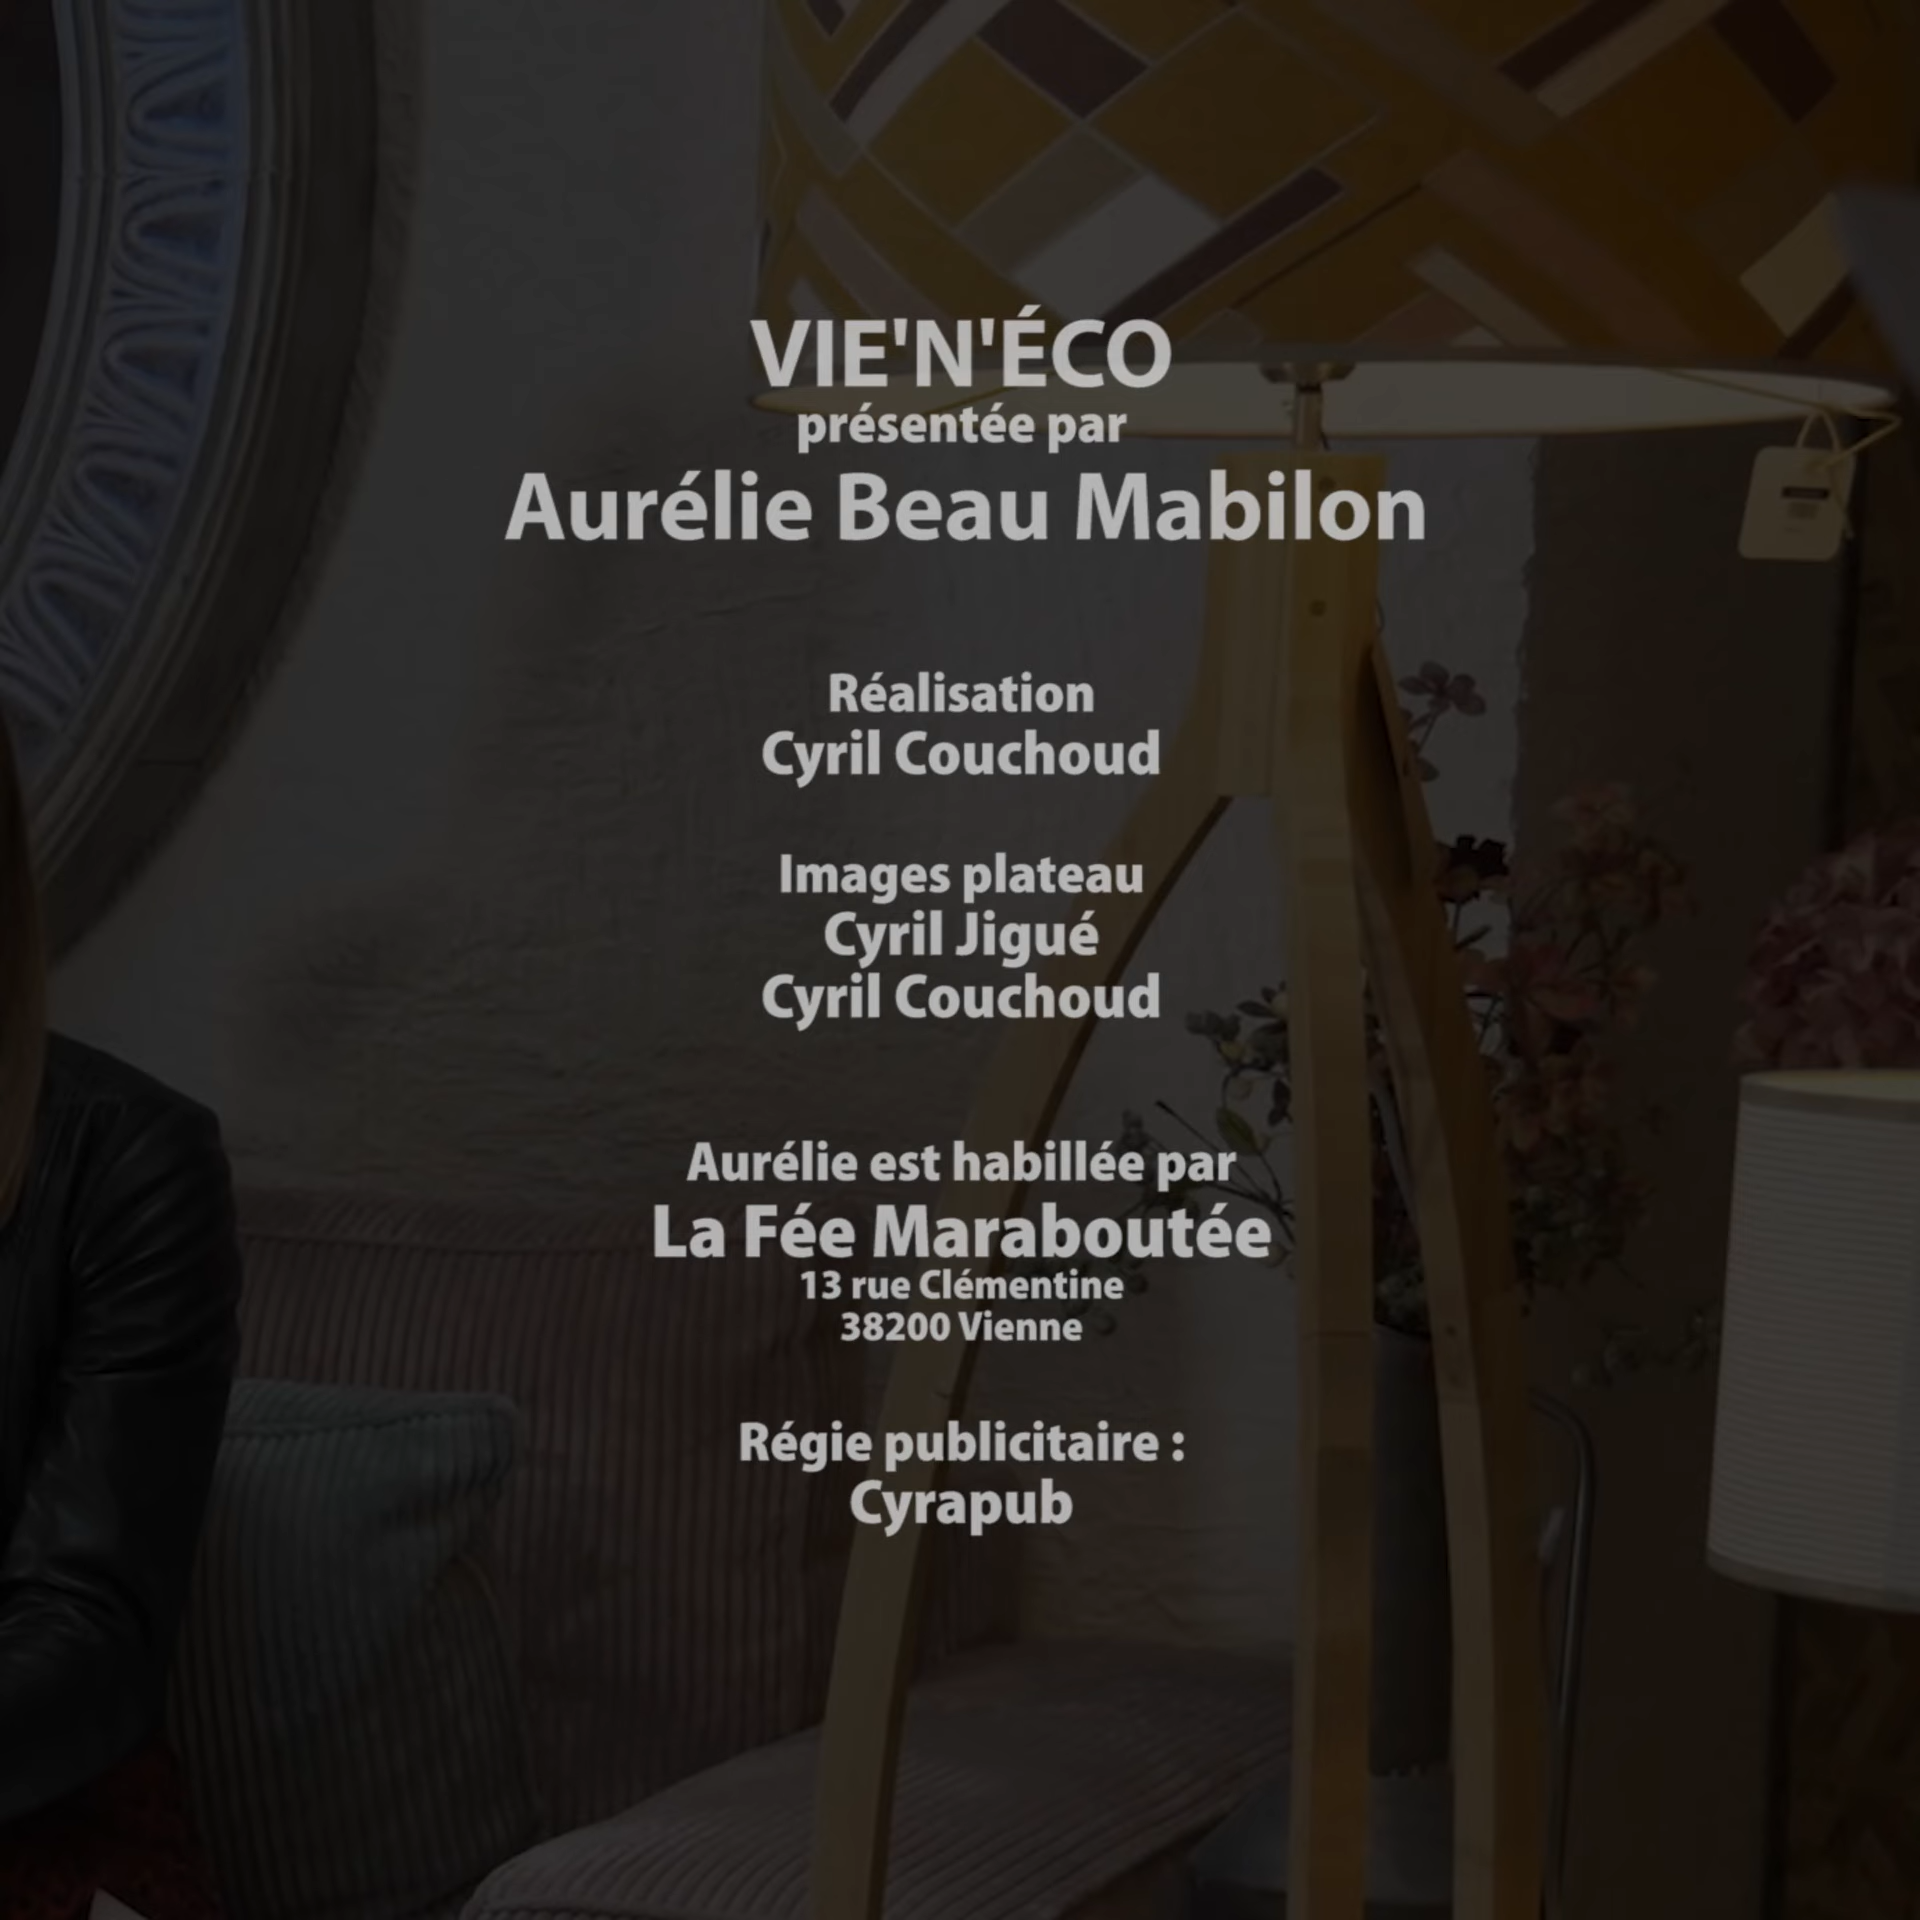 VIE'N'ÉCO
présentée par
Aurélie Beau Mabilon
Réalisation
Cyril Couchoud
Images plateau
Cyril Jigué
Cyril Couchoud
Aurélie est habillée par
La Fée Maraboutée
13 rue Clémentine
38200 Vienne
Régie publicitaire :
Cyrapub